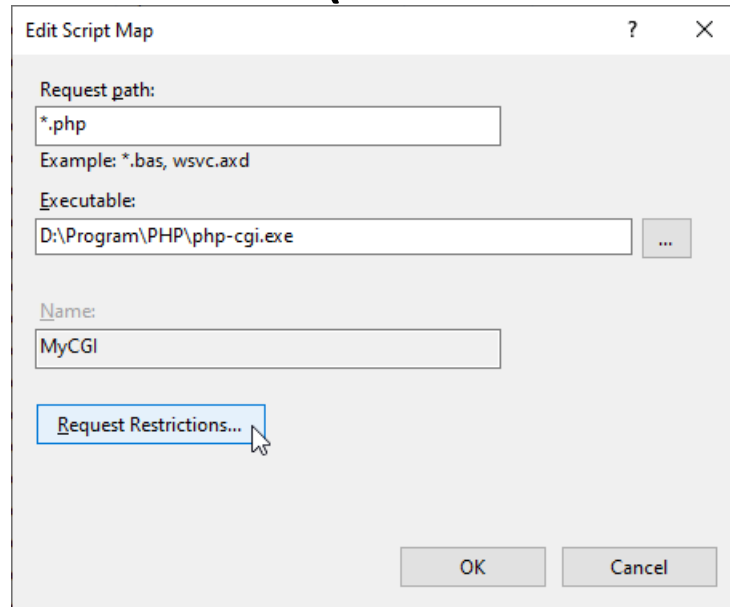 Edit Script Map
Request path:
*.php
Example: *.bas, wsvc.axd
Executable:
D:\Program\PHP\php-cgi.exe
...
Name:
MyCGI
Request Restrictions...
OK Cancel